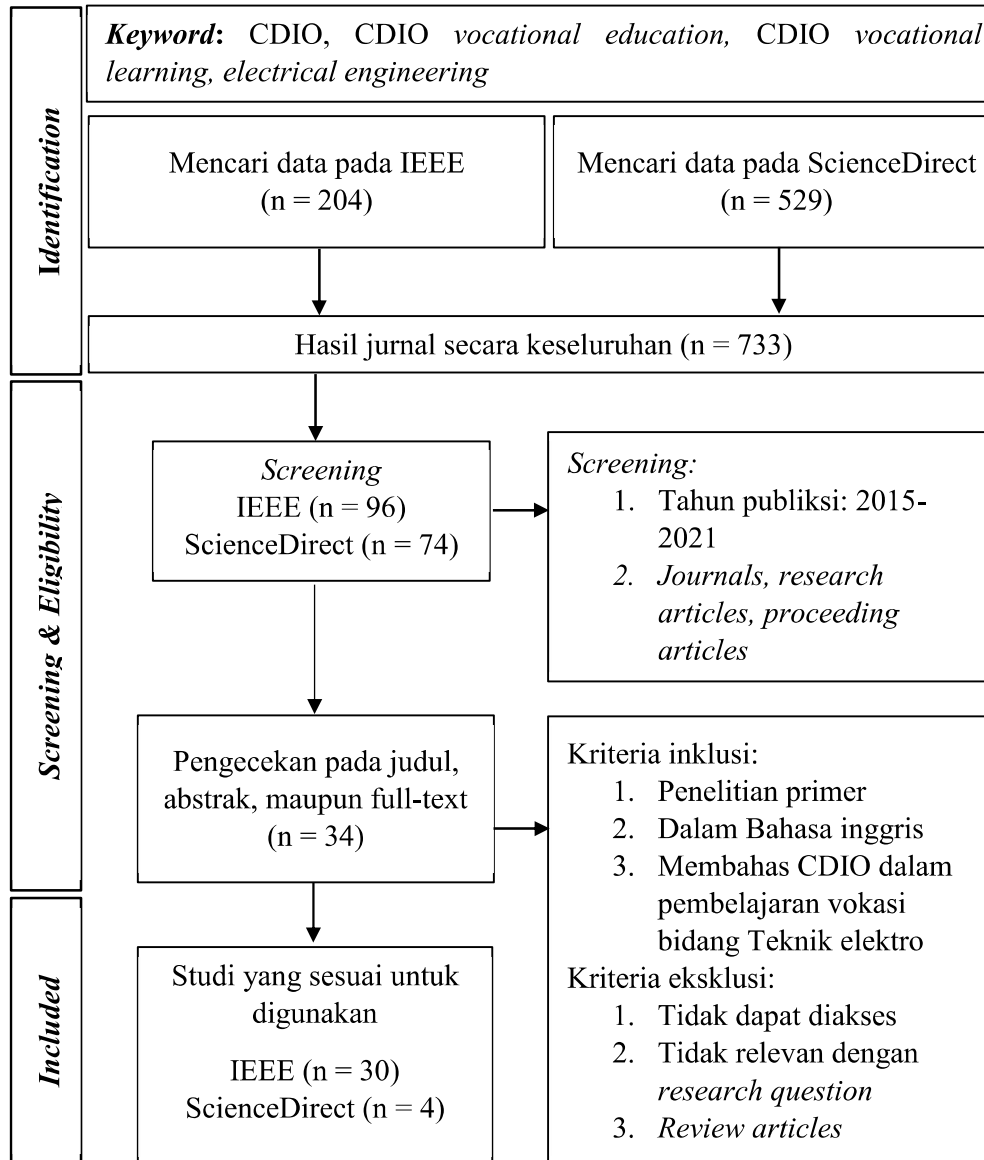 Keyword: CDIO, CDIO vocational education, CDIO vocational
learning, electrical engineering
Identification
Mencari data pada IEEE
(n = 204)
Mencari data pada ScienceDirect
(n = 529)
Hasil jurnal secara keseluruhan (n = 733)
Screening & Eligibility
Screening
IEEE (n = 96)
ScienceDirect (n = 74)
Screening:
1. Tahun publiksi: 2015-
2021
2. Journals, research
articles, proceeding
articles
Pengecekan pada judul,
abstrak, maupun full-text
(n = 34)
Kriteria inklusi:
1. Penelitian primer
2. Dalam Bahasa inggris
3. Membahas CDIO dalam
pembelajaran vokasi
bidang Teknik elektro
Kriteria eksklusi:
1. Tidak dapat diakses
2. Tidak relevan dengan
research question
3. Review articles
Included
Studi yang sesuai untuk
digunakan
IEEE (n = 30)
ScienceDirect (n = 4)